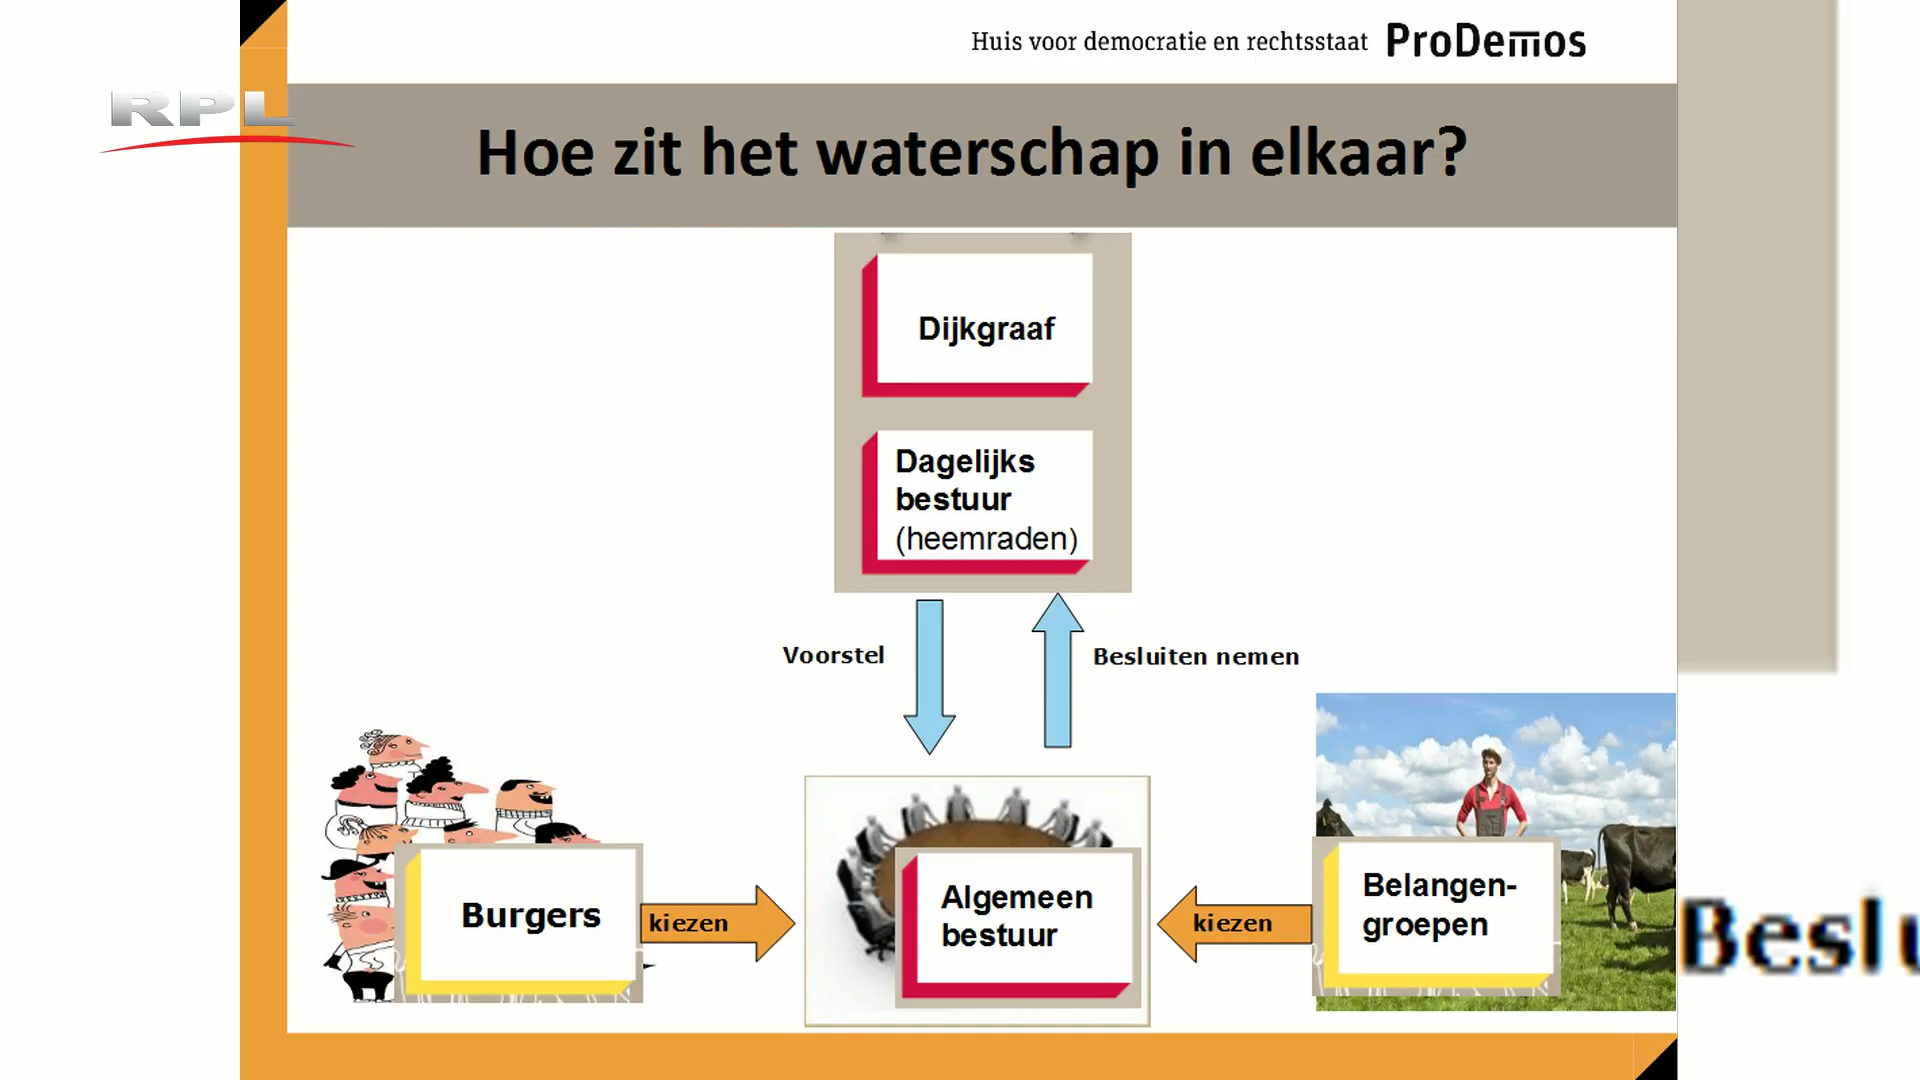 Huis voor democratie en rechtsstaat ProDemos
RPL
Hoe zit het waterschap in elkaar?
Dijkgraaf
Dagelijks
bestuur
(heemraden)
Voorstel
Besluiten nemen
Burgers
kiezen
Algemeen
bestuur
kiezen
Belangen-
groepen
Beslu